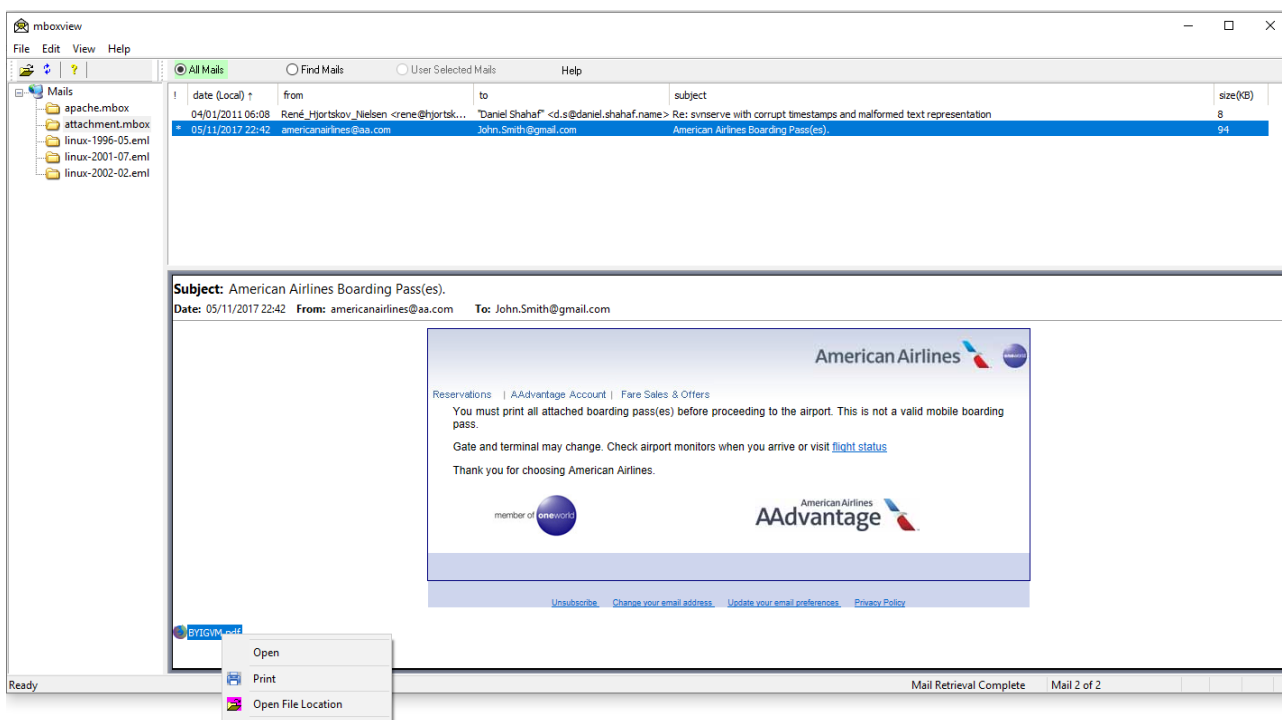 mboxview
File Edit View Help
All Mails Find Mails User Selected Mails Help
Mails
apache.mbox
attachment.mbox
linux-1996-05.eml
linux-2001-07.eml
linux-2002-02.eml
! date (Local) ↑ from to subject size(KB)
04/01/2011 06:08 René_Hjortskov_Nielsen <rene@hjortsk... "Daniel Shahaf" <d.s@daniel.shahaf.name> Re: svnserve with corrupt timestamps and malformed text representation 8
* 05/11/2017 22:42 americanairlines@aa.com John.Smith@gmail.com American Airlines Boarding Pass(es). 94
Subject: American Airlines Boarding Pass(es).
Date: 05/11/2017 22:42 From: americanairlines@aa.com To: John.Smith@gmail.com
American Airlines oneworld
Reservations | AAdvantage Account | Fare Sales & Offers
You must print all attached boarding pass(es) before proceeding to the airport. This is not a valid mobile boarding
pass.
Gate and terminal may change. Check airport monitors when you arrive or visit flight status
Thank you for choosing American Airlines.
member of oneworld
American Airlines
AAdvantage
Unsubscribe Change your email address Update your email preferences Privacy Policy
BYIGVM.pdf
Open
Print
Open File Location
Ready Mail Retrieval Complete Mail 2 of 2